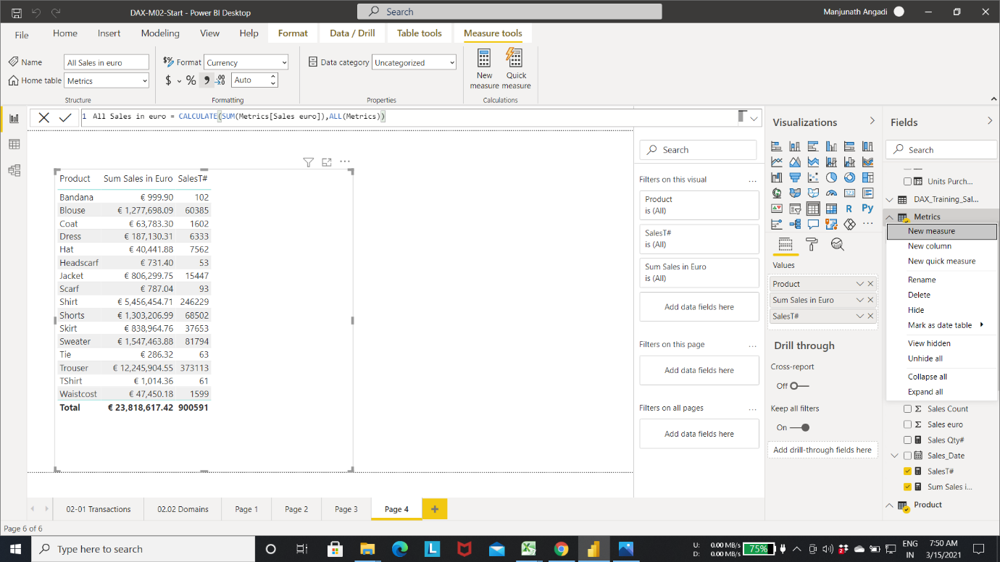 DAX-M02-Start - Power BI Desktop
Search
Manjunath Angadi
File Home Insert Modeling View Help Format Data / Drill Table tools Measure tools
Name All Sales in euro
Home table Metrics
Structure
Format Currency
$ % 9 .00 Auto
Formatting
Data category Uncategorized
Properties
New measure
Quick measure
Calculations
1 All Sales in euro = CALCULATE(SUM(Metrics[Sales euro]),ALL(Metrics))
Product Sum Sales in Euro SalesT#
Bandana € 999.90 102
Blouse € 1,277,698.09 60385
Coat € 63,783.30 1602
Dress € 187,130.31 6333
Hat € 40,441.88 7562
Headscarf € 731.40 53
Jacket € 806,299.75 15447
Scarf € 787.04 93
Shirt € 5,456,454.71 246229
Shorts € 1,303,206.99 68502
Skirt € 838,964.76 37653
Sweater € 1,547,463.88 81794
Tie € 286.32 63
Trouser € 12,245,904.55 373113
TShirt € 1,014.36 61
Waistcost € 47,450.18 1599
Total € 23,818,617.42 900591
Search
Filters on this visual ...
Product
is (All)
SalesT#
is (All)
Sum Sales in Euro
is (All)
Add data fields here
Filters on this page ...
Add data fields here
Filters on all pages ...
Add data fields here
Visualizations
R Py
...
Values
Product
Sum Sales in Euro
SalesT#
Drill through
Cross-report
Off
Keep all filters
On
Add drill-through fields here
Fields
Search
Units Purch...
DAX_Training_Sal...
Metrics
New measure
New column
New quick measure
Rename
Delete
Hide
Mark as date table
View hidden
Unhide all
Collapse all
Expand all
Sales Count
Sales euro
Sales Qty#
Sales_Date
SalesT#
Sum Sales i...
Product
02-01 Transactions 02.02 Domains Page 1 Page 2 Page 3 Page 4 +
Page 6 of 6
Type here to search
L
U: 0.00 MB/s
D: 0.00 MB/s
75%
ENG
IN
7:50 AM
3/15/2021